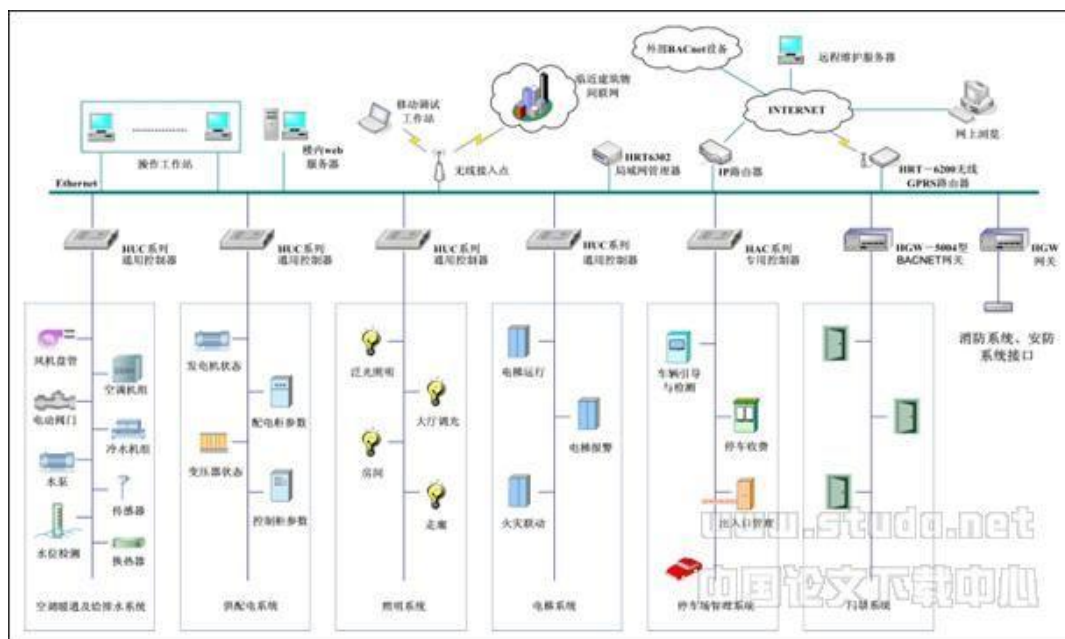 外部BACnet设备
远程维护服务器
临近建筑物
间联网
移动调试
工作站
INTERNET
网上浏览
操作工作站
楼内web
服务器
无线接入点
HRT6302
局域网管理器
IP路由器
HRT-6200无线
GPRS路由器
Ethernet
HUC系列
通用控制器
HUC系列
通用控制器
HUC系列
通用控制器
HUC系列
通用控制器
HAC系列
专用控制器
HGW-5004型
BACNET网关
HGW
网关
消防系统、安防
系统接口
风机盘管
空调机组
电动阀门
冷水机组
水泵
传感器
水位检测
换热器
空调暖通及给排水系统
发电机状态
配电柜参数
变压器状态
控制柜参数
供配电系统
泛光照明
大厅调光
房间
走廊
照明系统
电梯运行
电梯报警
火灾联动
电梯系统
车辆引导
与检测
停车收费
出入口管理
停车场管理系统
门禁系统
www.studa.net
中国论文下载中心